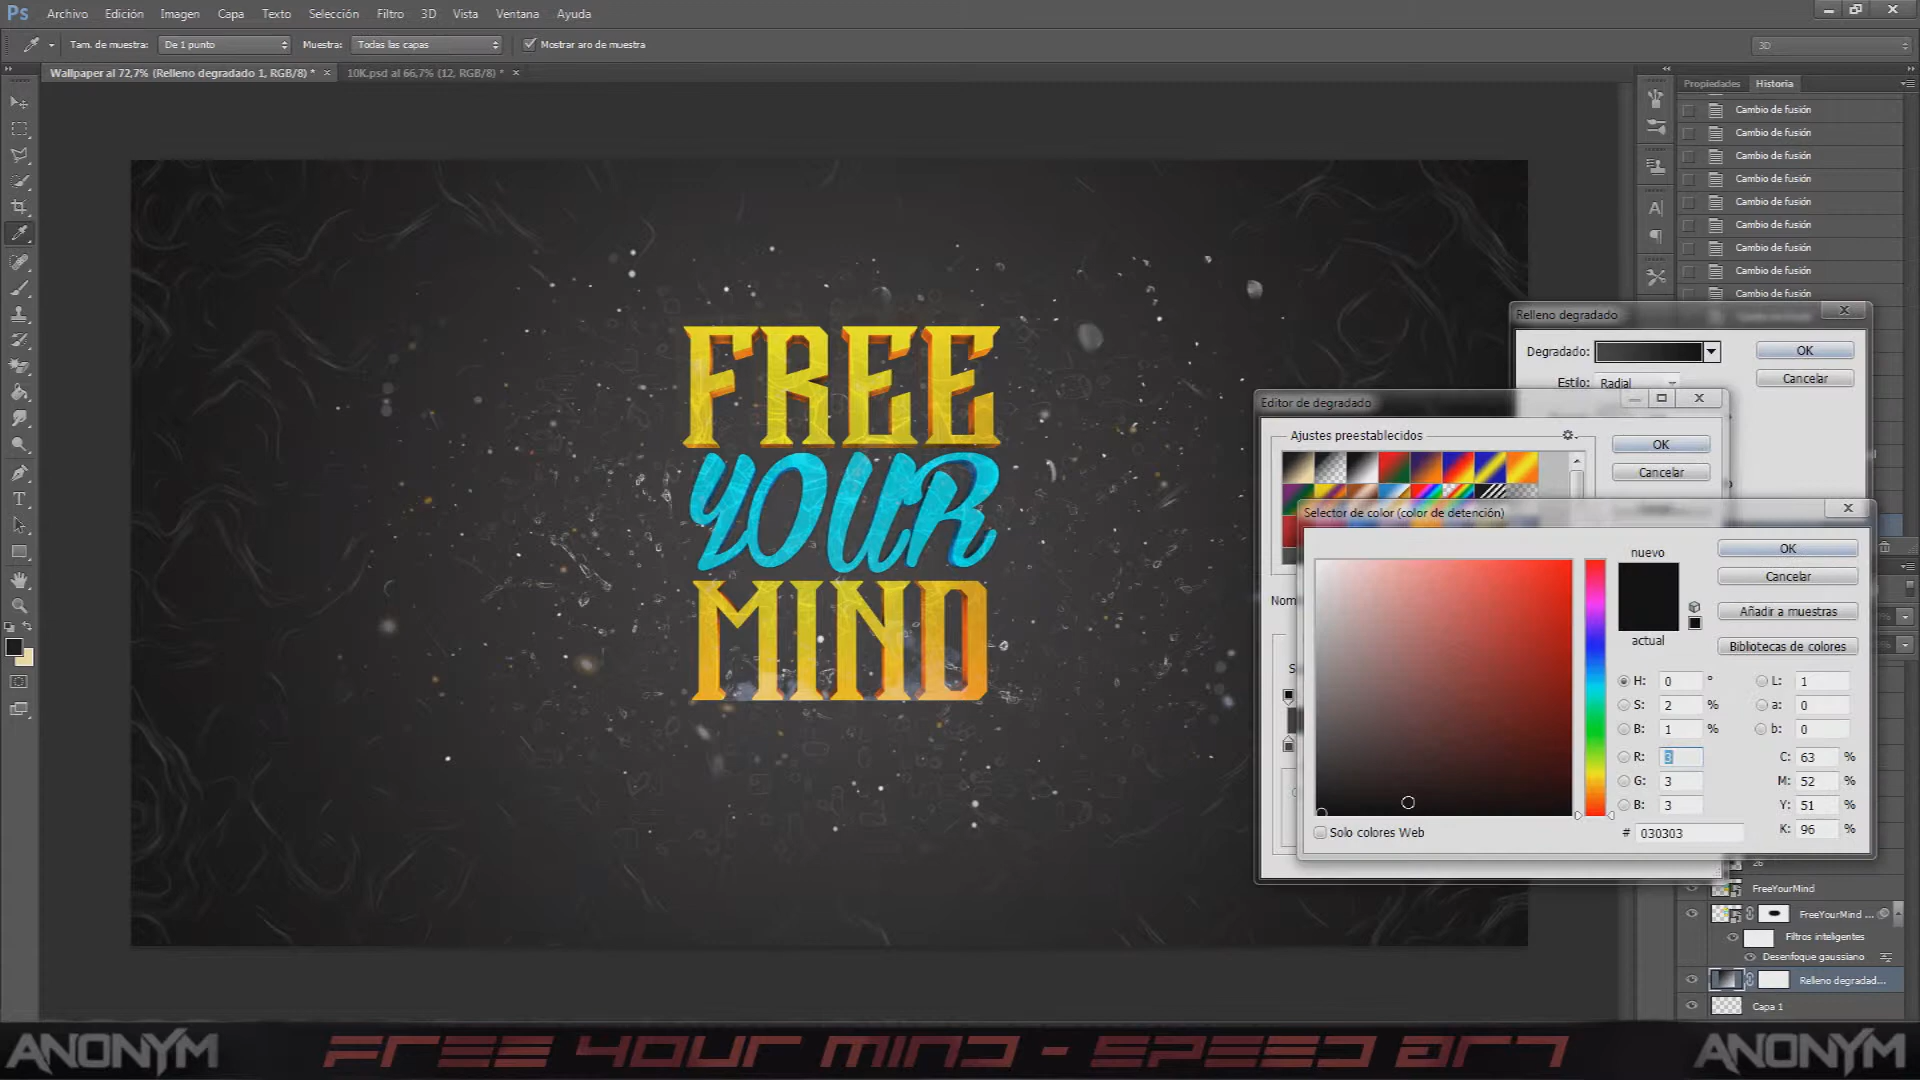 Ps Archivo Edición Imagen Capa Texto Selección Filtro 3D Vista Ventana Ayuda
Tam. de muestra: De 1 punto Muestra: Todas las capas Mostrar aro de muestra 3D
Wallpaper al 72,7% (Relleno degradado 1, RGB/8) * × 10K.psd al 66,7% (12, RGB/8) * ×
Propiedades Historia
Cambio de fusión
Cambio de fusión
Cambio de fusión
Cambio de fusión
Cambio de fusión
Cambio de fusión
Cambio de fusión
Cambio de fusión
Cambio de fusión
FREE
YOUR
MIND
Relleno degradado
Degradado: OK
Estilo: Radial Cancelar
Editor de degradado
Ajustes preestablecidos OK
Cancelar
Selector de color (color de detención)
nuevo OK
Cancelar
Añadir a muestras
actual Bibliotecas de colores
Nom
H: 0 ° L: 1
S: 2 % a: 0
B: 1 % b: 0
R: 3 C: 63 %
G: 3 M: 52 %
B: 3 Y: 51 %
# 030303 K: 96 %
Solo colores Web
26
FreeYourMind
FreeYourMind ...
Filtros inteligentes
Desenfoque gaussiano
Relleno degradad...
Capa 1
ANONYM FREE YOUR MIND - SPEED ART ANONYM